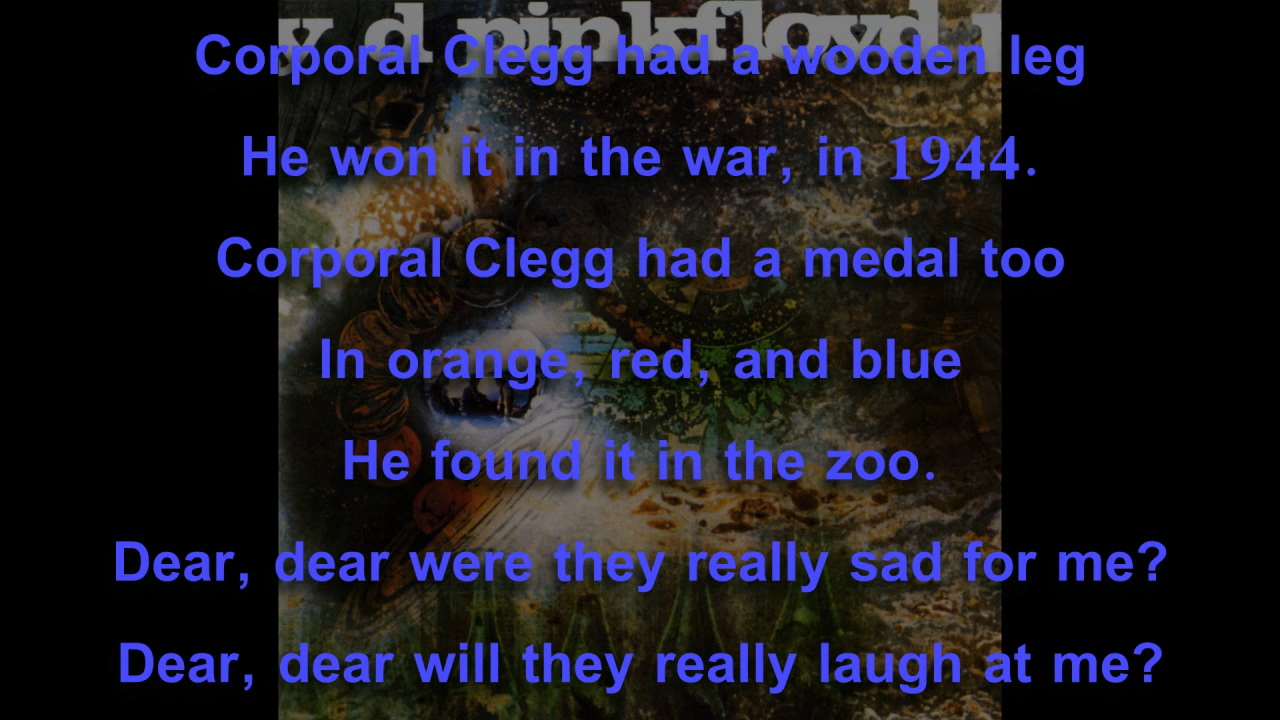 y d pinkfloyd p
Corporal Clegg had a wooden leg
He won it in the war, in 1944.
Corporal Clegg had a medal too
In orange, red, and blue
He found it in the zoo.
Dear, dear were they really sad for me?
Dear, dear will they really laugh at me?